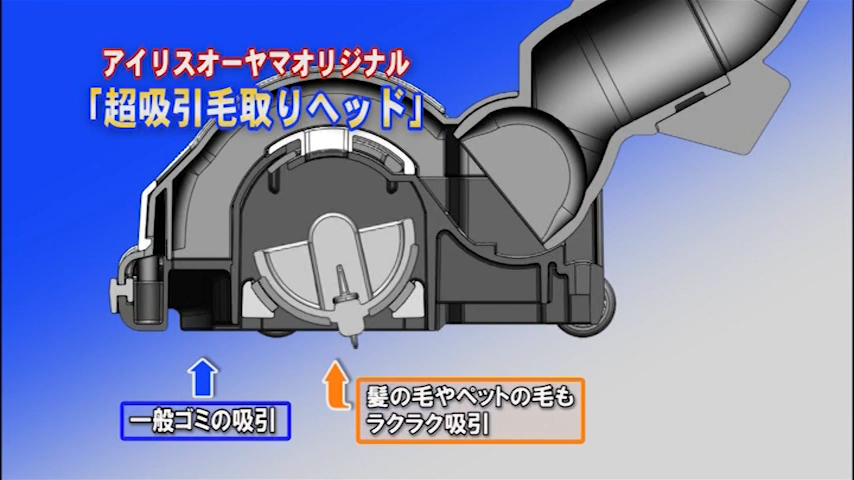 アイリスオーヤマオリジナル
「超吸引毛取りヘッド」
一般ゴミの吸引
髪の毛やペットの毛も
ラクラク吸引